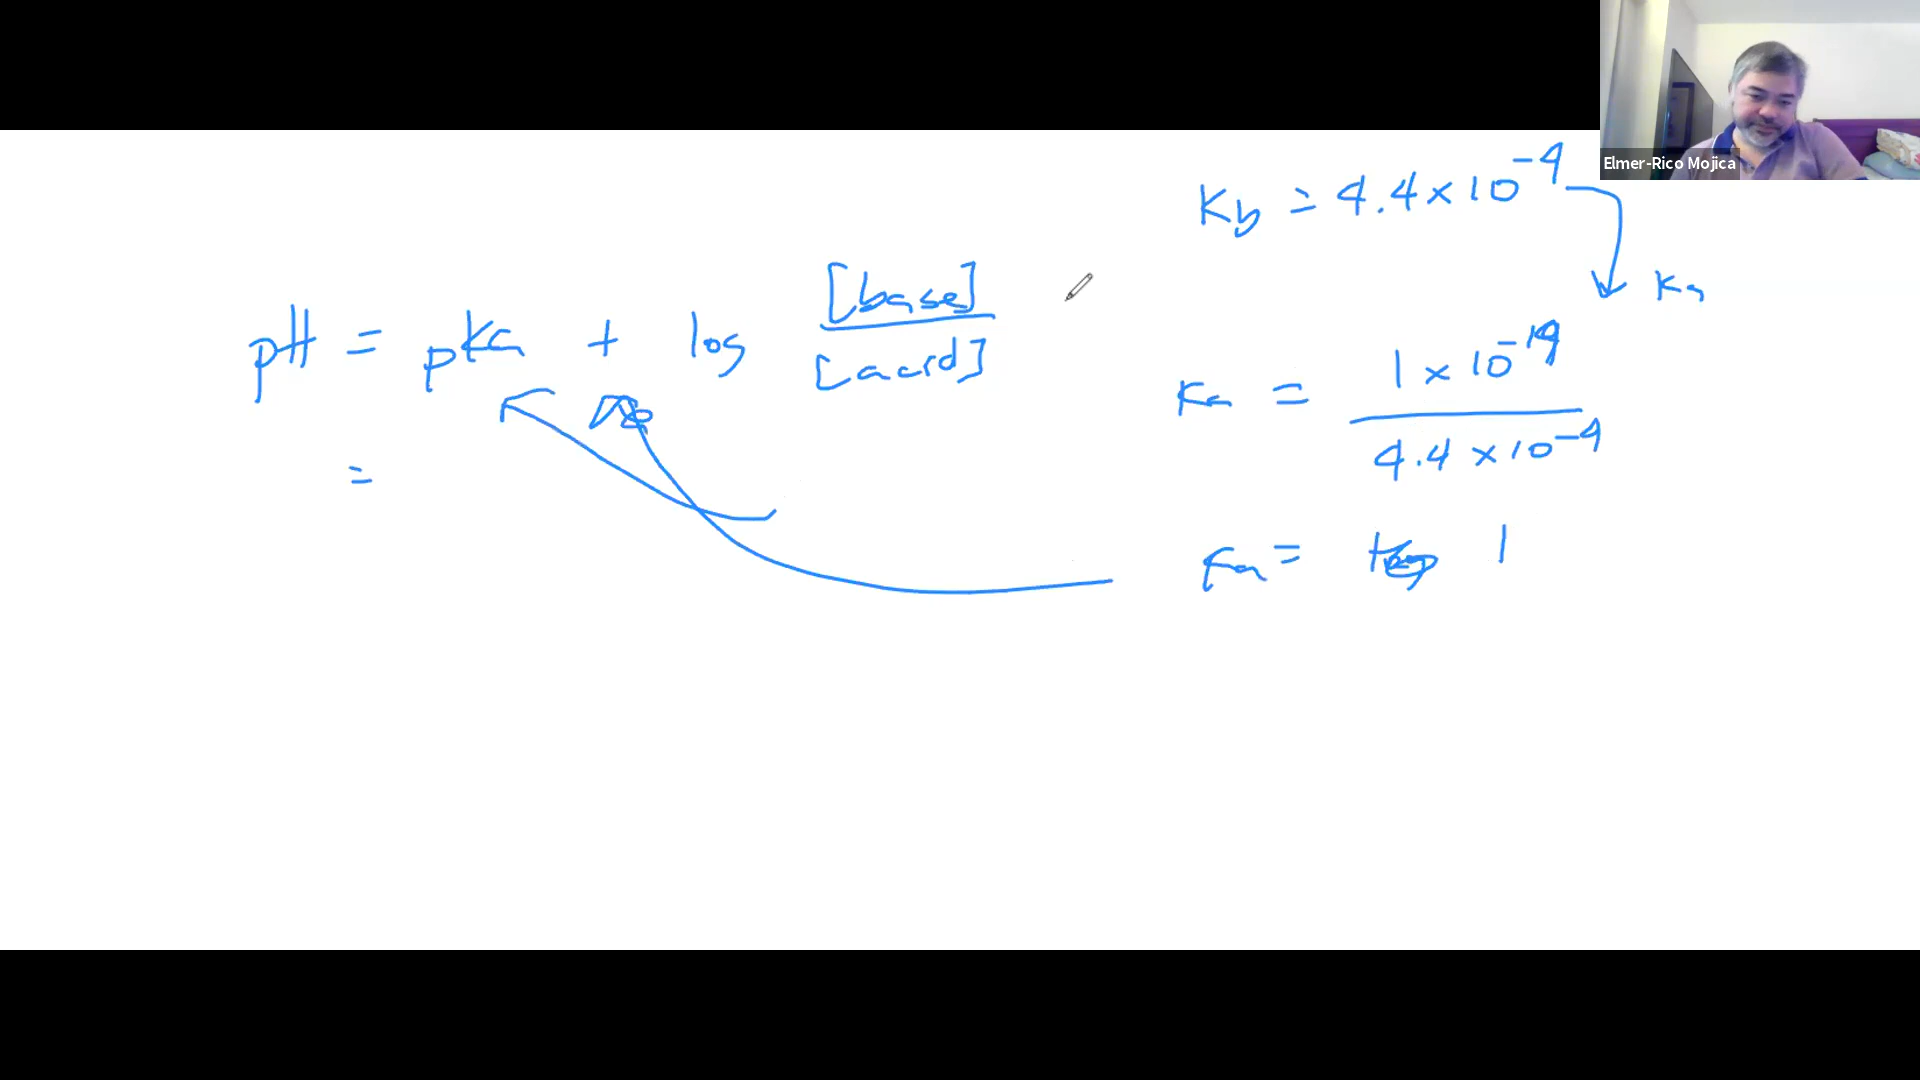 Elmer-Rico Mojica
Kb = 4.4 x 10^-4
Ka
pH = pKa + log [base] / [acid]
Ka = 1 x 10^-14 / 4.4 x 10^-4
=
Ka = 1